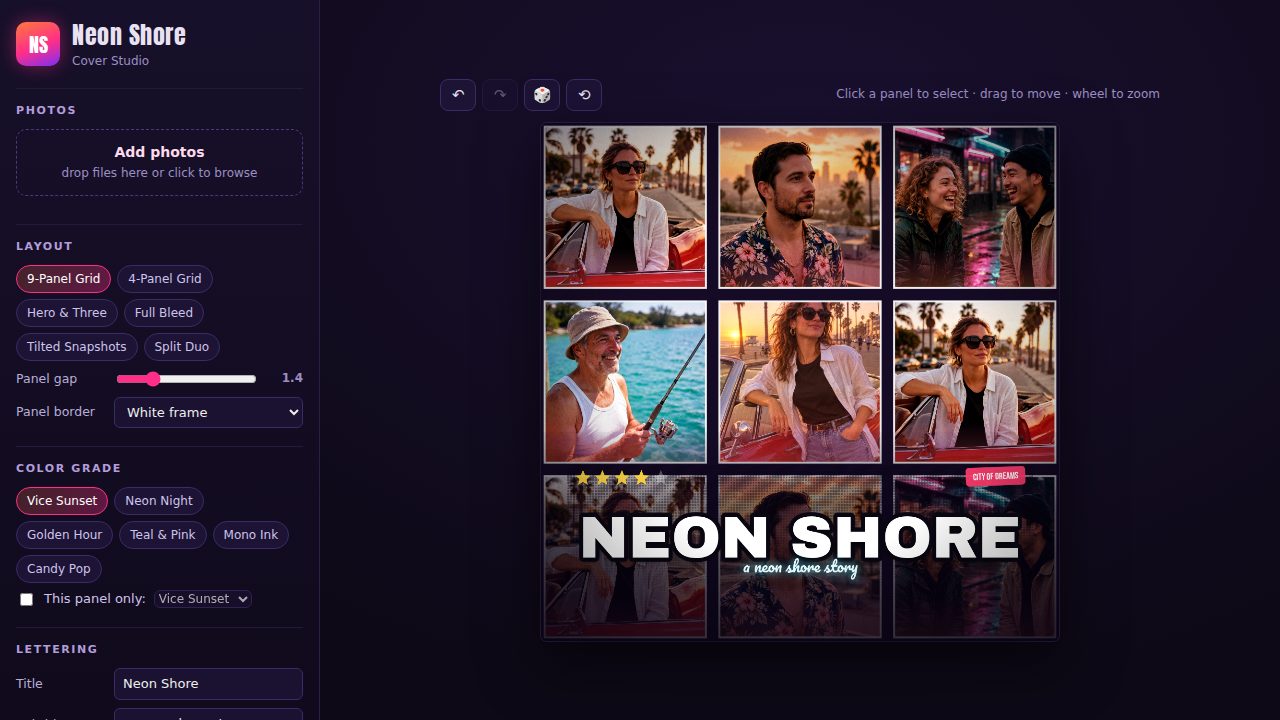 NS
Neon Shore
Cover Studio
PHOTOS
Add photos
drop files here or click to browse
LAYOUT
9-Panel Grid
4-Panel Grid
Hero & Three
Full Bleed
Tilted Snapshots
Split Duo
Panel gap
1.4
Panel border
White frame
COLOR GRADE
Vice Sunset
Neon Night
Golden Hour
Teal & Pink
Mono Ink
Candy Pop
This panel only:
Vice Sunset
LETTERING
Title
Neon Shore
Click a panel to select · drag to move · wheel to zoom
CITY OF DREAMS
NEON SHORE
a neon shore story